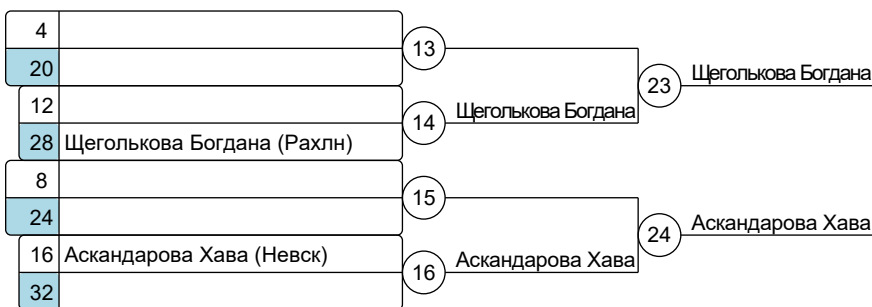 4
13
20
23 Щеголькова Богдана
12
14 Щеголькова Богдана
28 Щеголькова Богдана (Рахлн)
8
15
24
24 Аскандарова Хава
16 Аскандарова Хава (Невск)
16 Аскандарова Хава
32